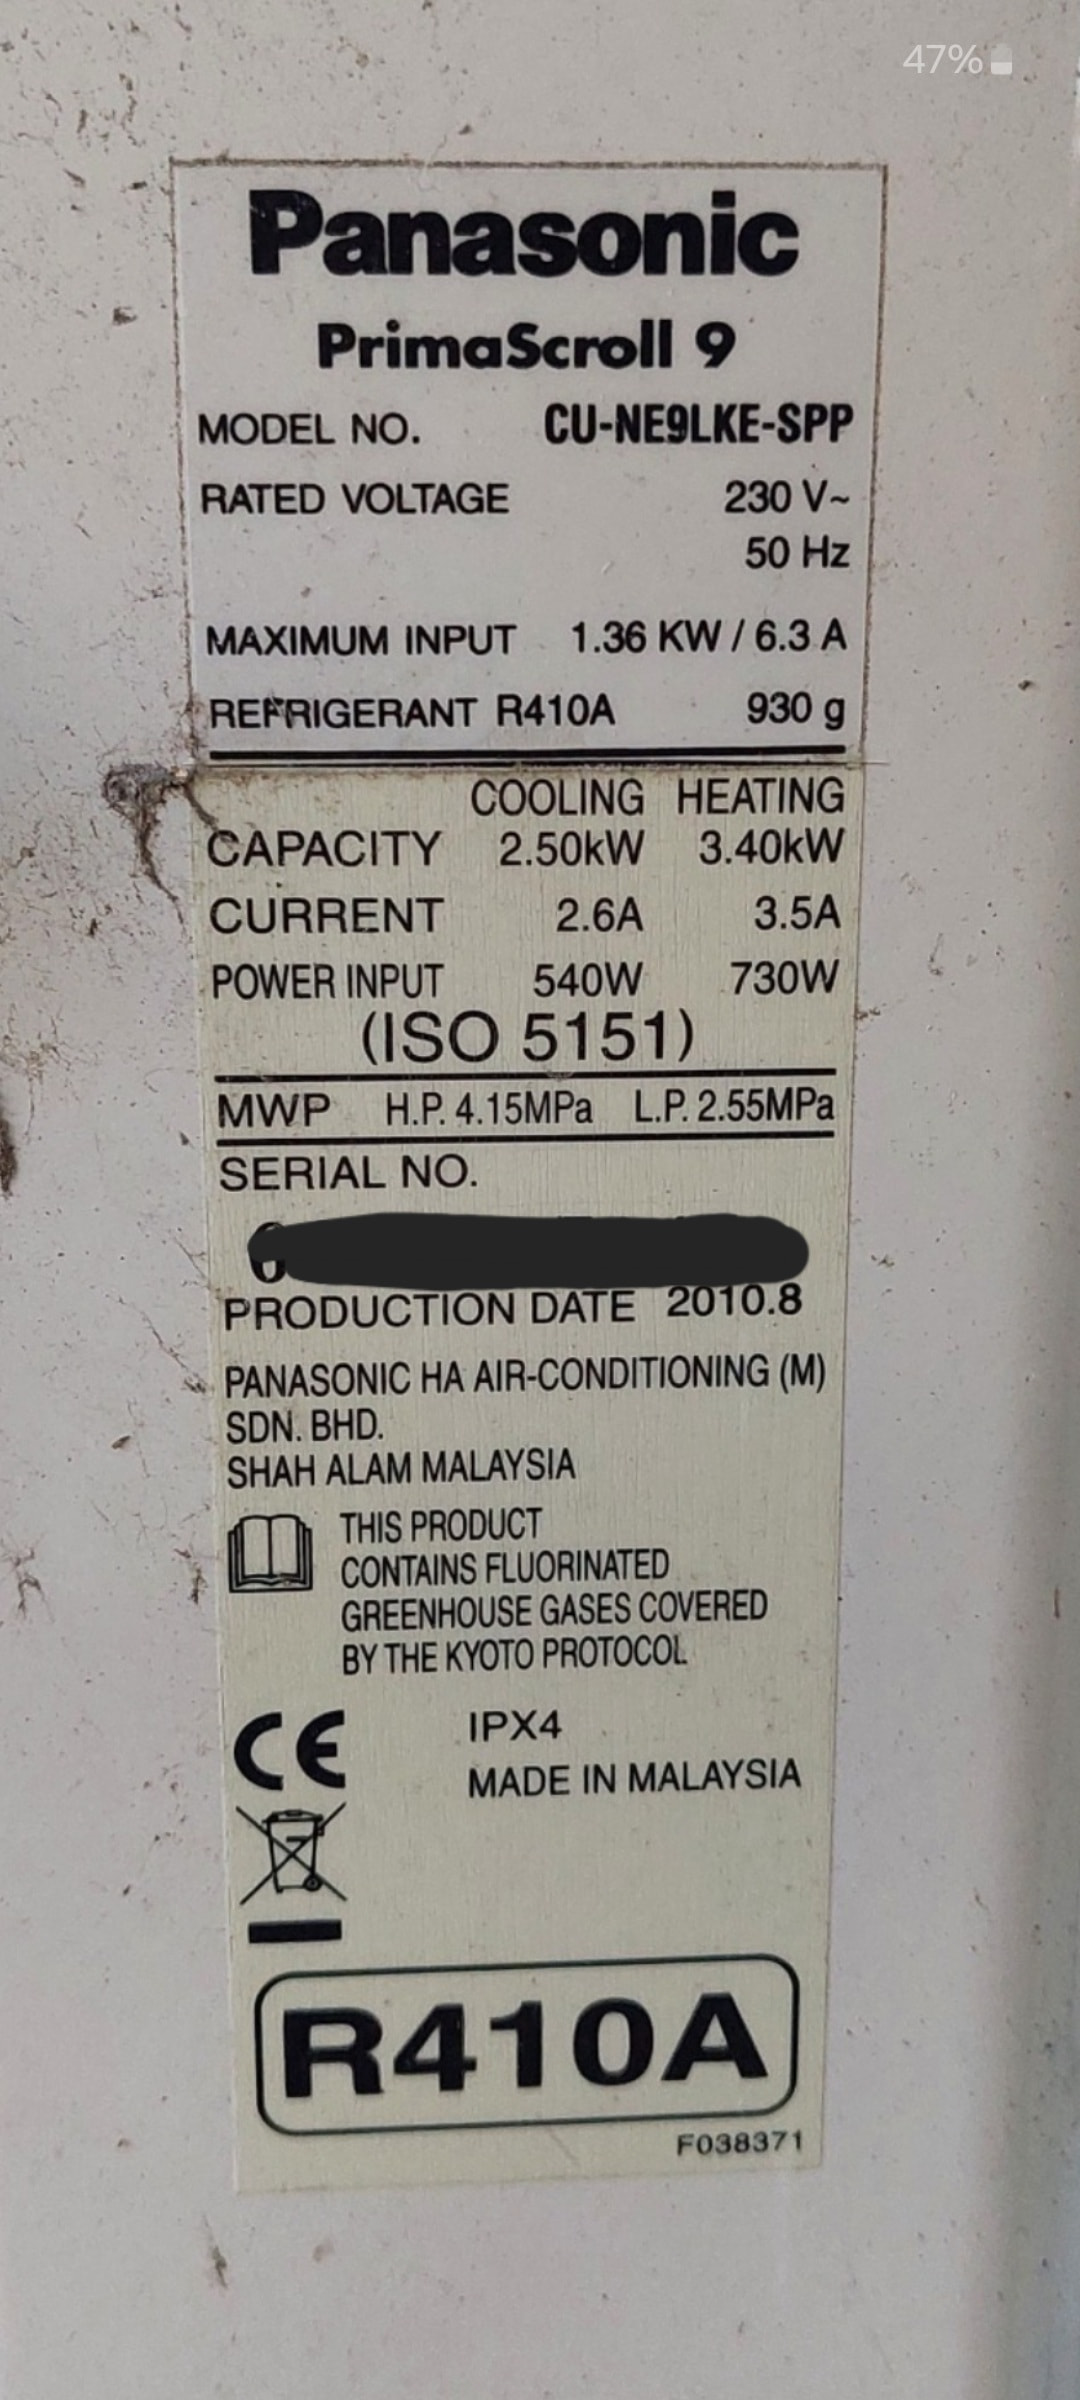 47%
Panasonic
PrimaScroll 9
MODEL NO. CU-NE9LKE-SPP
RATED VOLTAGE 230 V~
50 Hz
MAXIMUM INPUT 1.36 KW / 6.3 A
REFRIGERANT R410A 930 g
COOLING HEATING
CAPACITY 2.50kW 3.40kW
CURRENT 2.6A 3.5A
POWER INPUT 540W 730W
(ISO 5151)
MWP H.P. 4.15MPa L.P. 2.55MPa
SERIAL NO.
PRODUCTION DATE 2010.8
PANASONIC HA AIR-CONDITIONING (M)
SDN. BHD.
SHAH ALAM MALAYSIA
THIS PRODUCT
CONTAINS FLUORINATED
GREENHOUSE GASES COVERED
BY THE KYOTO PROTOCOL
CE IPX4
MADE IN MALAYSIA
R410A
F038371